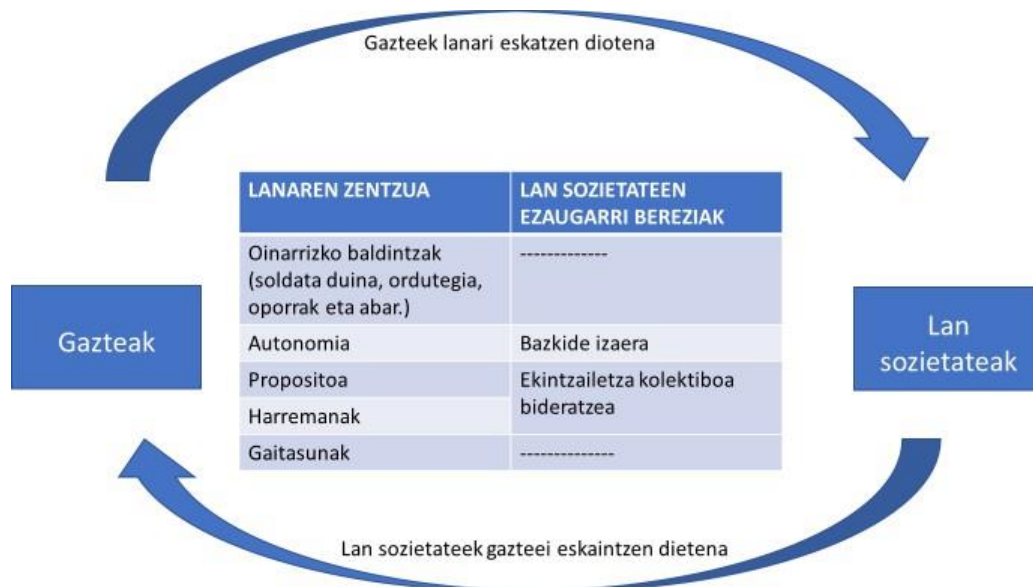 Gazteek lanari eskatzen diotena
LANAREN ZENTZUA
LAN SOZIETATEEN
EZAUGARRI BEREZIAK
Oinarrizko baldintzak
(soldata duina, ordutegia,
oporrak eta abar.)
-------------
Autonomia
Bazkide izaera
Propositoa
Ekintzailetza kolektiboa
bideratzea
Harremanak
Gaitasunak
--------------
Gazteak
Lan
sozietateak
Lan sozietateek gazteei eskaintzen dietena